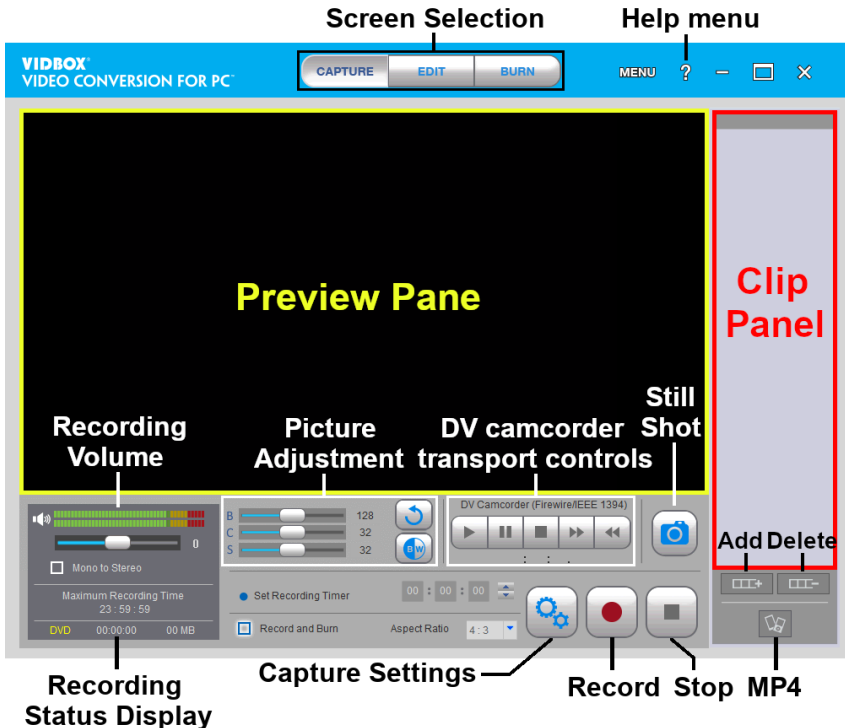 Screen Selection
Help menu
VIDBOX
VIDEO CONVERSION FOR PC
CAPTURE
EDIT
BURN
MENU
?
Preview Pane
Clip
Panel
Recording
Volume
Picture
Adjustment
DV camcorder
transport controls
Still
Shot
DV Camcorder (Firewire/IEEE 1394)
B
128
C
32
S
32
BW
: : .
0
Mono to Stereo
Maximum Recording Time
23 : 59 : 59
DVD 00:00:00 00 MB
Set Recording Timer
00 : 00 : 00
Record and Burn
Aspect Ratio
4 : 3
Add
Delete
Capture Settings
Record
Stop
MP4
Recording
Status Display